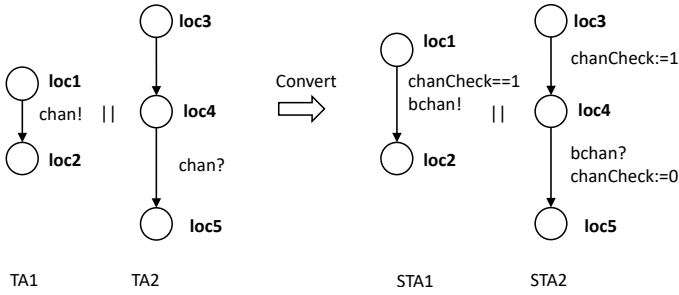 loc3
loc1
chan! ||
loc4
loc2
chan?
loc5
TA1 TA2
Convert
loc3
loc1
chanCheck:=1
chanCheck==1
bchan!
||
loc4
loc2
bchan?
chanCheck:=0
loc5
STA1 STA2